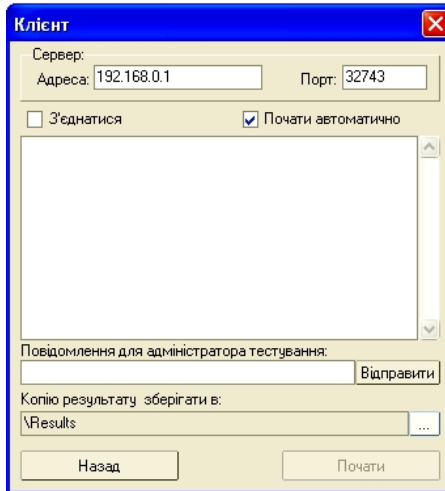 Клієнт
Сервер:
Адреса: 192.168.0.1 Порт: 32743
З'єднатися Почати автоматично
Повідомлення для адміністратора тестування:
Відправити
Копію результату зберігати в:
\Results ...
Назад Почати